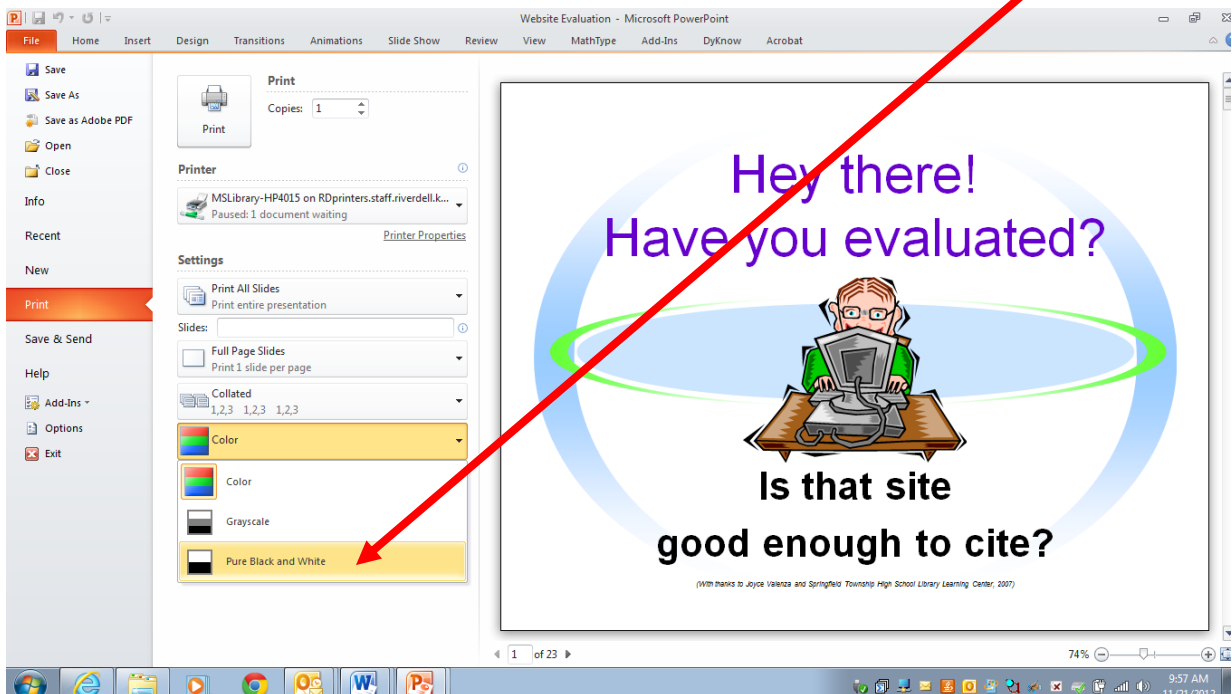 Website Evaluation - Microsoft PowerPoint
File Home Insert Design Transitions Animations Slide Show Review View MathType Add-Ins DyKnow Acrobat
Save
Save As
Save as Adobe PDF
Open
Close
Info
Recent
New
Print
Save & Send
Help
Add-Ins
Options
Exit
Print
Copies: 1
Print
Printer
MSLibrary-HP4015 on RDprinters.staff.riverdell.k...
Paused: 1 document waiting
Printer Properties
Settings
Print All Slides
Print entire presentation
Slides:
Full Page Slides
Print 1 slide per page
Collated
1,2,3 1,2,3 1,2,3
Color
Color
Grayscale
Pure Black and White
Hey there!
Have you evaluated?
Is that site
good enough to cite?
(With thanks to Joyce Valenza and Springfield Township High School Library Learning Center, 2007)
1 of 23
74%
9:57 AM